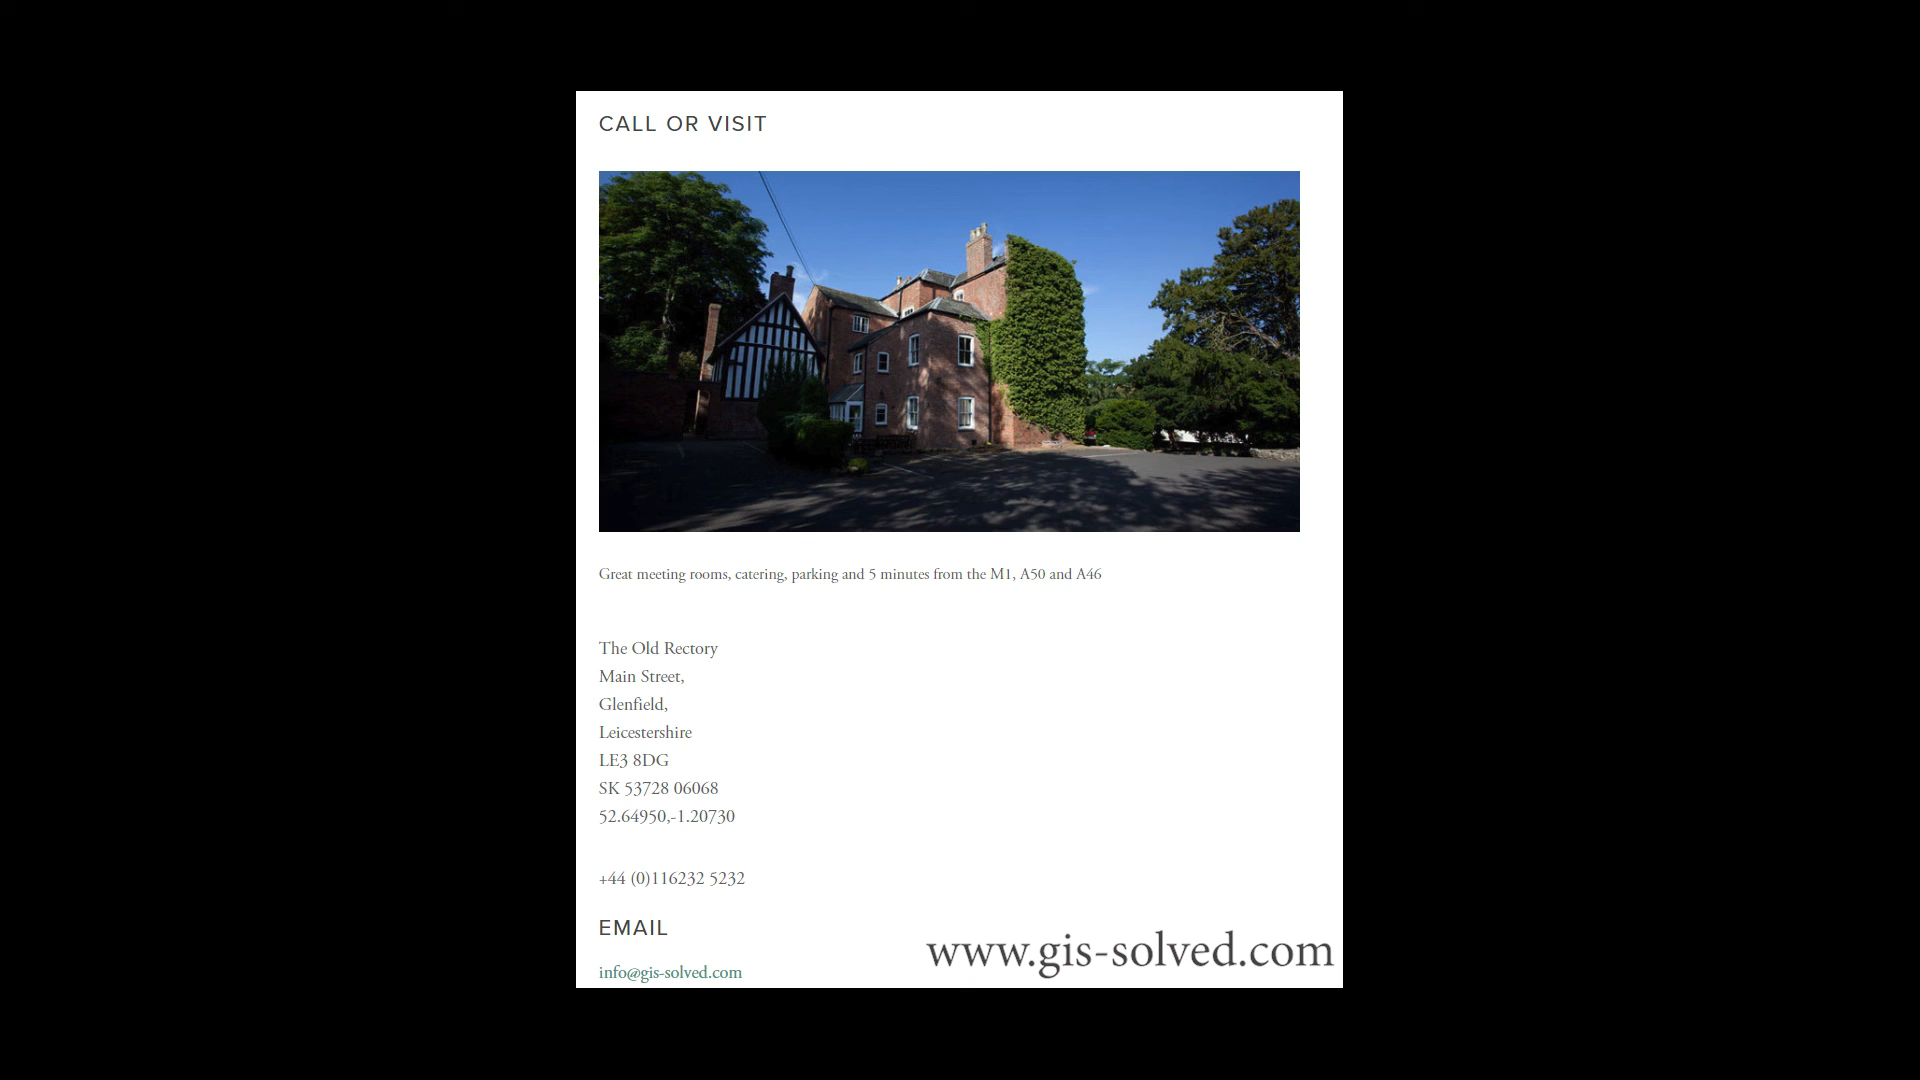 CALL OR VISIT
Great meeting rooms, catering, parking and 5 minutes from the M1, A50 and A46
The Old Rectory
Main Street,
Glenfield,
Leicestershire
LE3 8DG
SK 53728 06068
52.64950,-1.20730
+44 (0)116232 5232
EMAIL
info@gis-solved.com
www.gis-solved.com